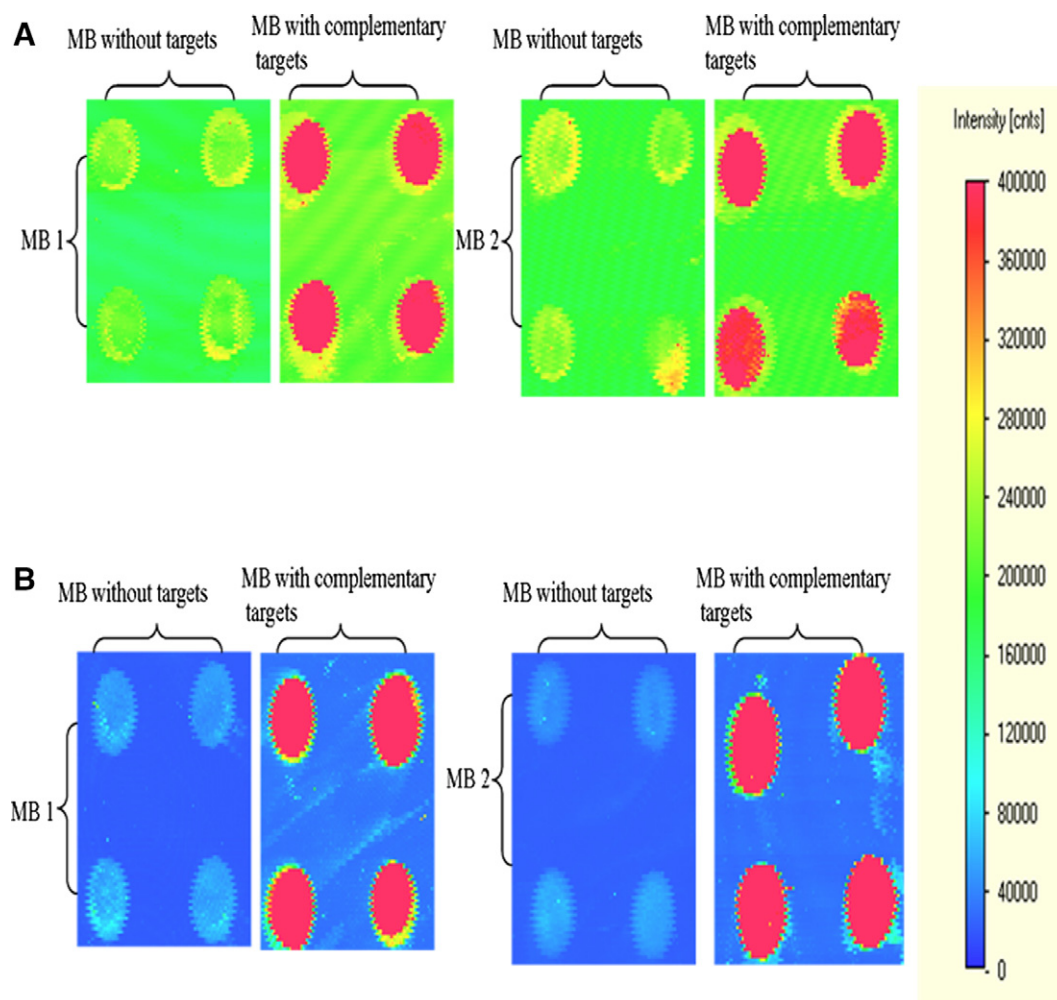 A
MB without targets
MB with complementary
targets
MB without targets
MB with complementary
targets
MB 1
MB 2
Intensity [cnts]
400000
360000
320000
280000
240000
200000
160000
120000
80000
40000
0
B
MB without targets
MB with complementary
targets
MB without targets
MB with complementary
targets
MB 1
MB 2